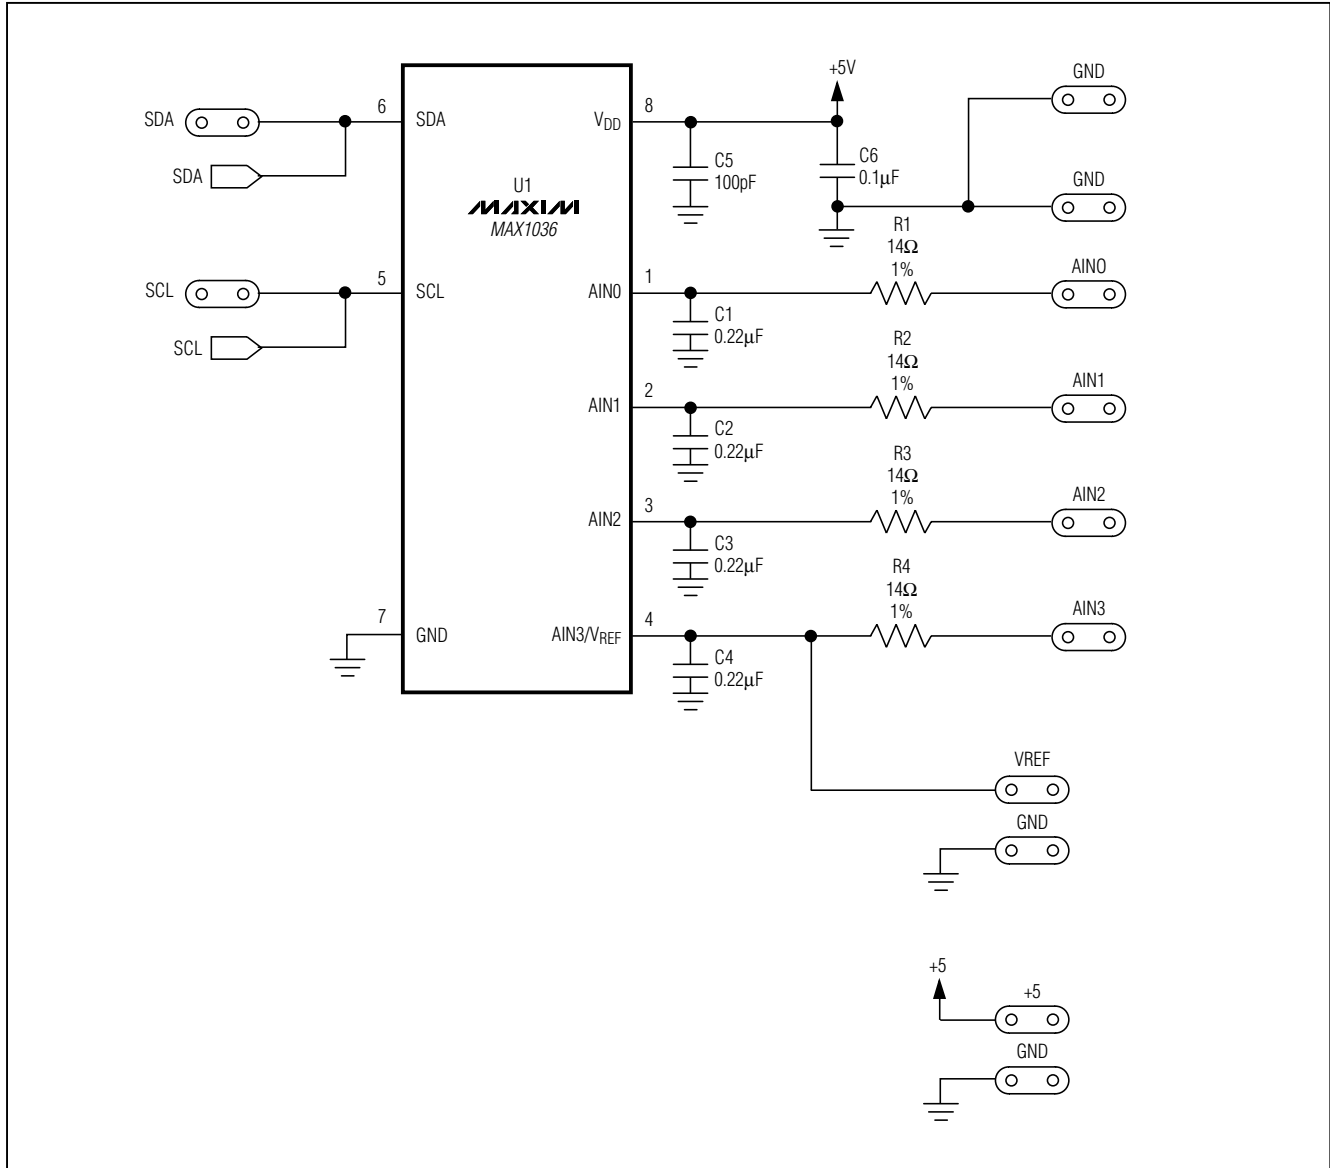 +5V
GND
SDA
6
SDA
VDD
8
C5
100pF
C6
0.1µF
SDA
GND
U1
MAXIM
MAX1036
R1
14Ω
1%
SCL
5
SCL
AIN0
1
AIN0
C1
0.22µF
SCL
R2
14Ω
1%
AIN1
2
AIN1
C2
0.22µF
R3
14Ω
1%
AIN2
3
AIN2
C3
0.22µF
R4
14Ω
1%
7
GND
AIN3/VREF
4
AIN3
C4
0.22µF
VREF
GND
+5
+5
GND